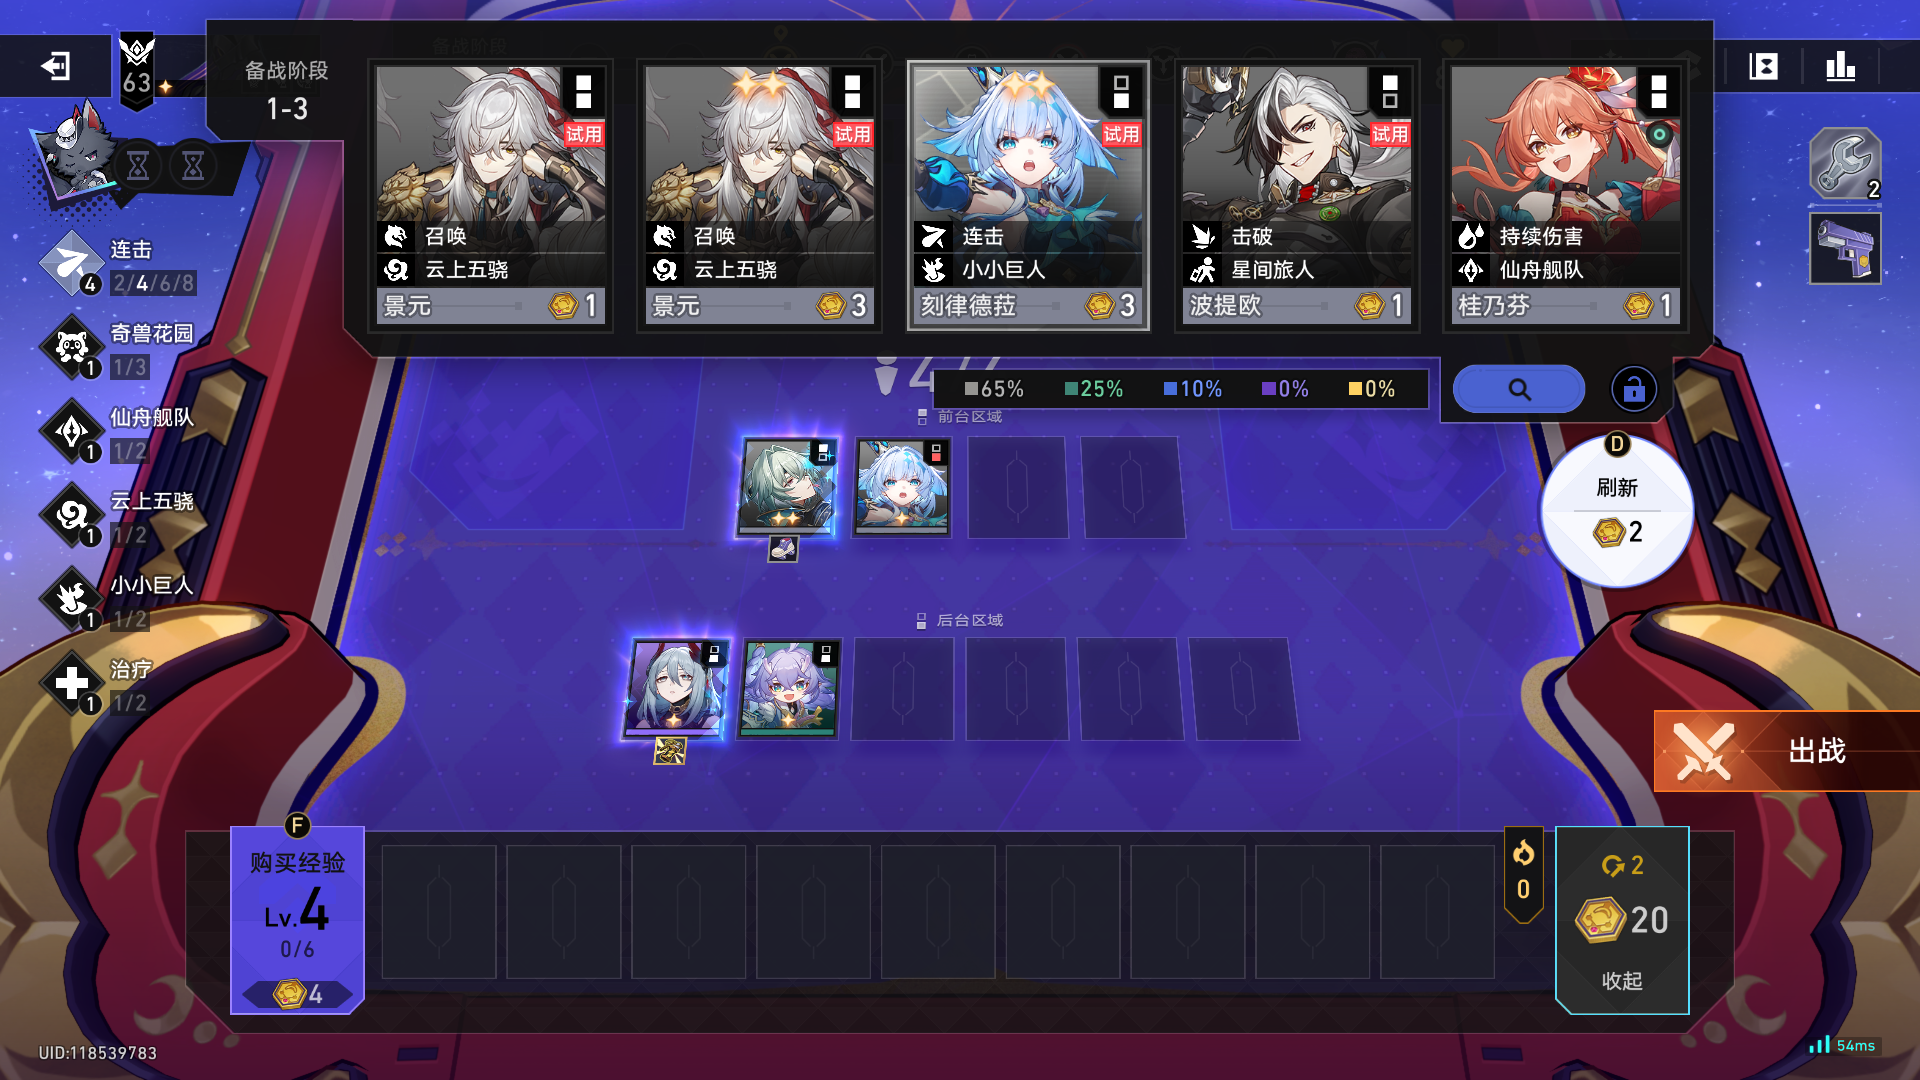 63
备战阶段
1-3
试用
召唤
云上五骁
景元
1
试用
召唤
云上五骁
景元
3
试用
连击
小小巨人
刻律德菈
3
试用
击破
星间旅人
波提欧
1
持续伤害
仙舟舰队
桂乃芬
1
2
连击
4
2/4/6/8
奇兽花园
1
1/3
仙舟舰队
1
1/2
云上五骁
1
1/2
小小巨人
1
1/2
治疗
1
1/2
65%
25%
10%
0%
0%
前台区域
D
刷新
2
后台区域
出战
F
购买经验
Lv.4
0/6
4
0
2
20
收起
UID:118539783
54ms